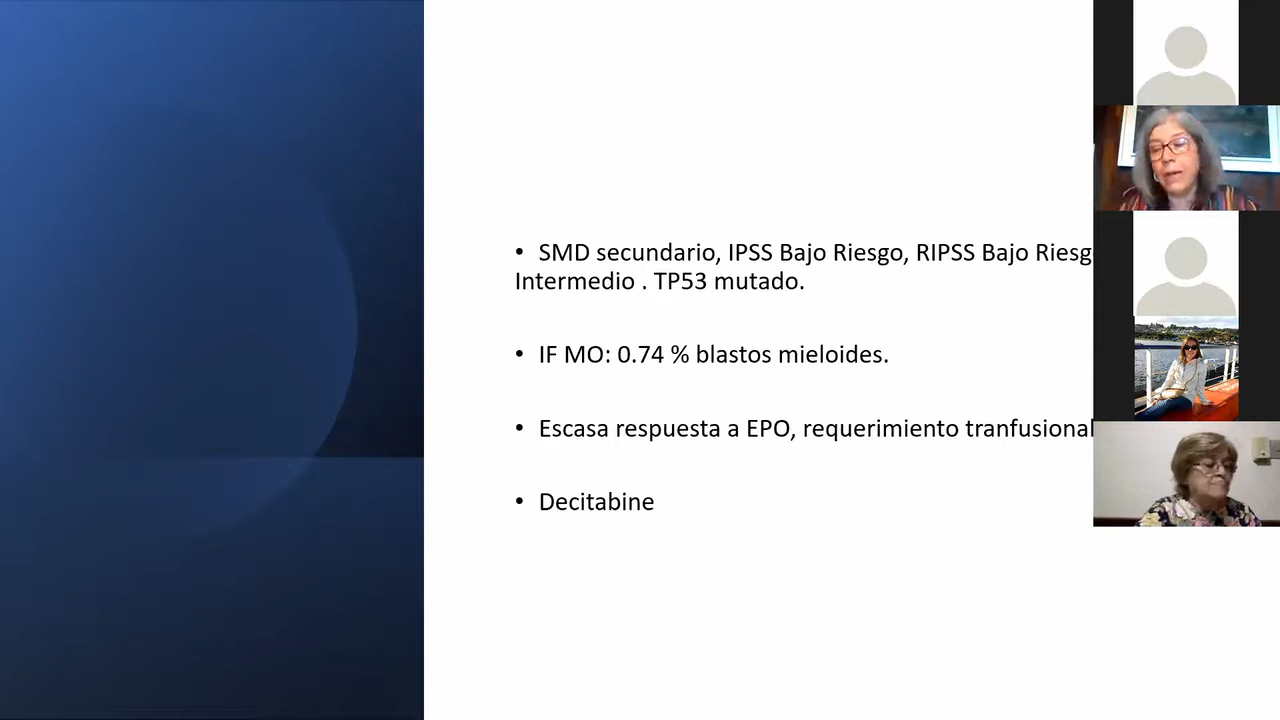 • SMD secundario, IPSS Bajo Riesgo, RIPSS Bajo
Intermedio . TP53 mutado.
• IF MO: 0.74 % blastos mieloides.
• Escasa respuesta a EPO, requerimiento tranfusional
• Decitabine